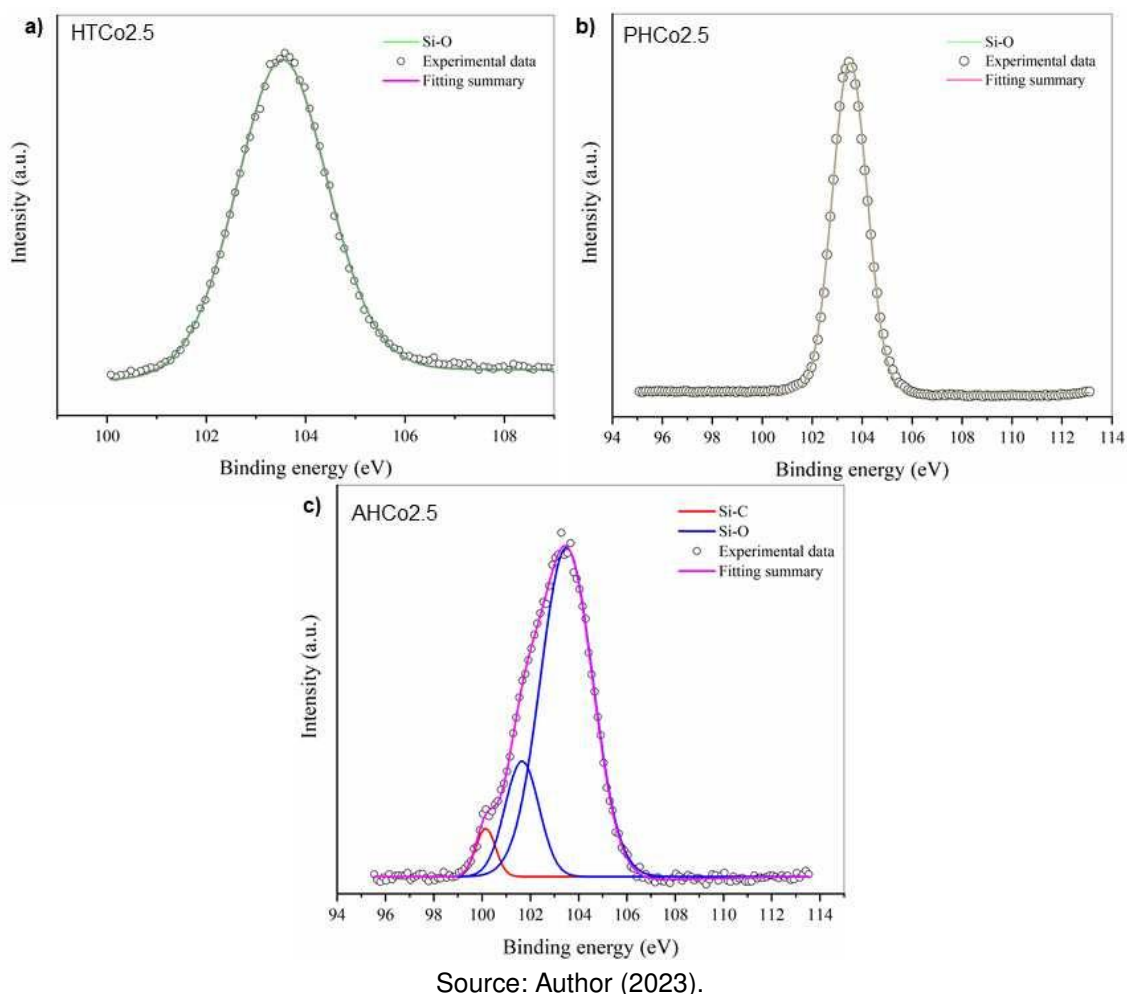 a)
HTCo2.5
Si-O
Experimental data
Fitting summary
Intensity (a.u.)
100 102 104 106 108
Binding energy (eV)
b)
PHCo2.5
Si-O
Experimental data
Fitting summary
Intensity (a.u.)
94 96 98 100 102 104 106 108 110 112 114
Binding energy (eV)
c)
AHCo2.5
Si-C
Si-O
Experimental data
Fitting summary
Intensity (a.u.)
94 96 98 100 102 104 106 108 110 112 114
Binding energy (eV)
Source: Author (2023).